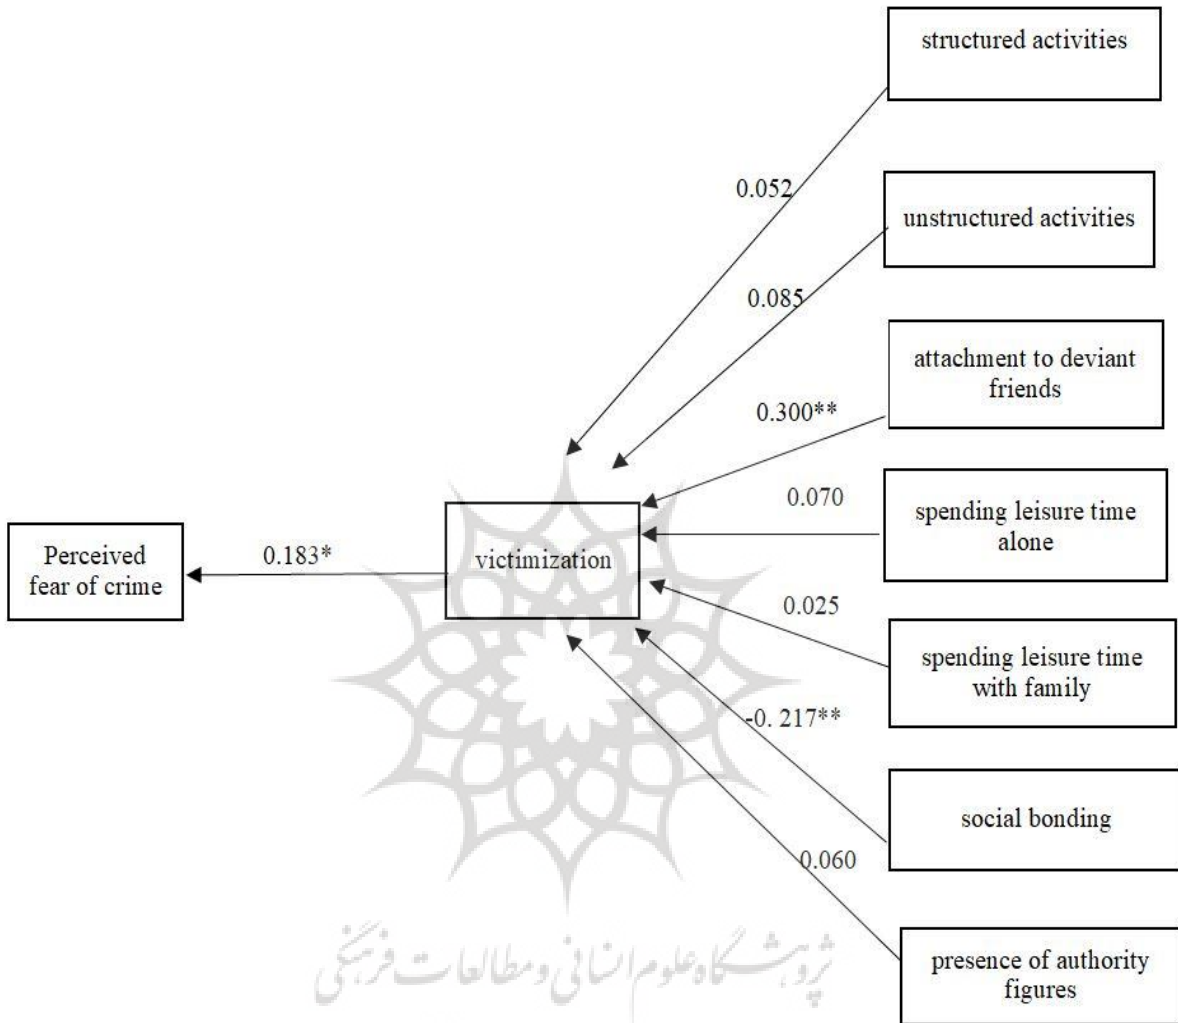 structured activities
0.052
unstructured activities
0.085
attachment to deviant
friends
0.300**
0.070
spending leisure time
alone
Perceived
fear of crime
0.183*
victimization
0.025
spending leisure time
with family
-0. 217**
social bonding
0.060
presence of authority
figures
پژوهشگاه علوم انسانی و مطالعات فرهنگی